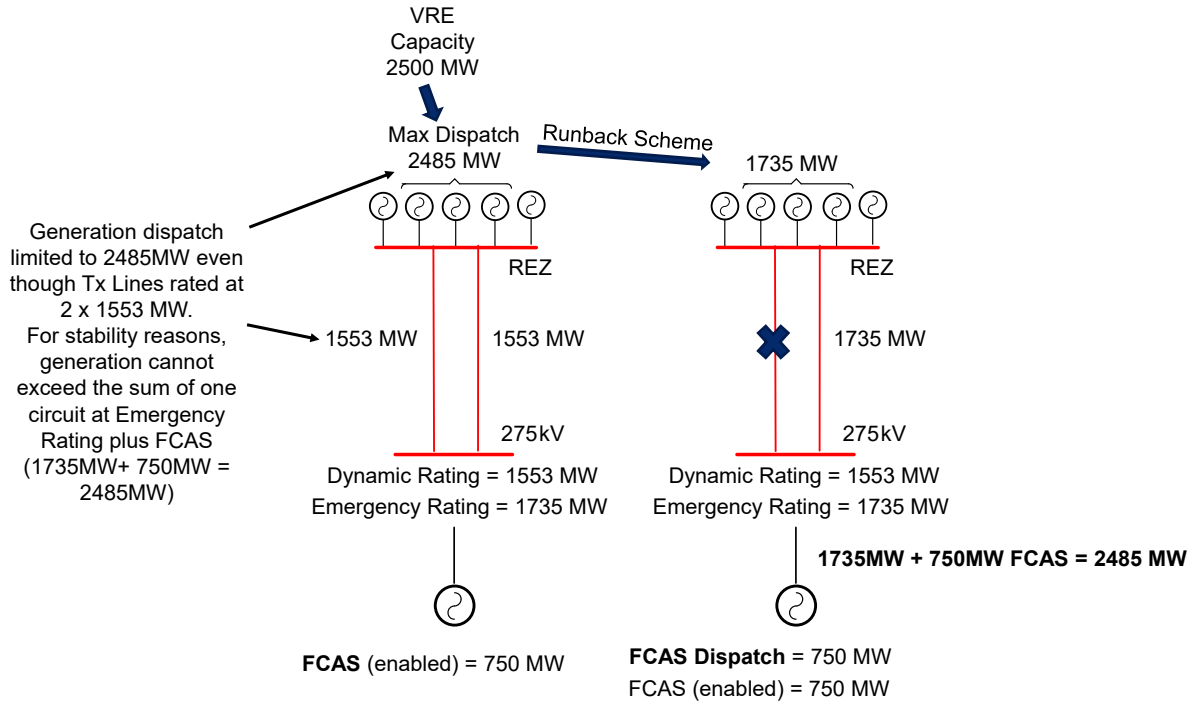 VRE
Capacity
2500 MW
Max Dispatch
2485 MW
Runback Scheme
1735 MW
Generation dispatch
limited to 2485MW even
though Tx Lines rated at
2 x 1553 MW.
For stability reasons,
generation cannot
exceed the sum of one
circuit at Emergency
Rating plus FCAS
(1735MW+ 750MW =
2485MW)
REZ
1553 MW
1553 MW
275kV
Dynamic Rating = 1553 MW
Emergency Rating = 1735 MW
FCAS (enabled) = 750 MW
REZ
1735 MW
275kV
Dynamic Rating = 1553 MW
Emergency Rating = 1735 MW
1735MW + 750MW FCAS = 2485 MW
FCAS Dispatch = 750 MW
FCAS (enabled) = 750 MW